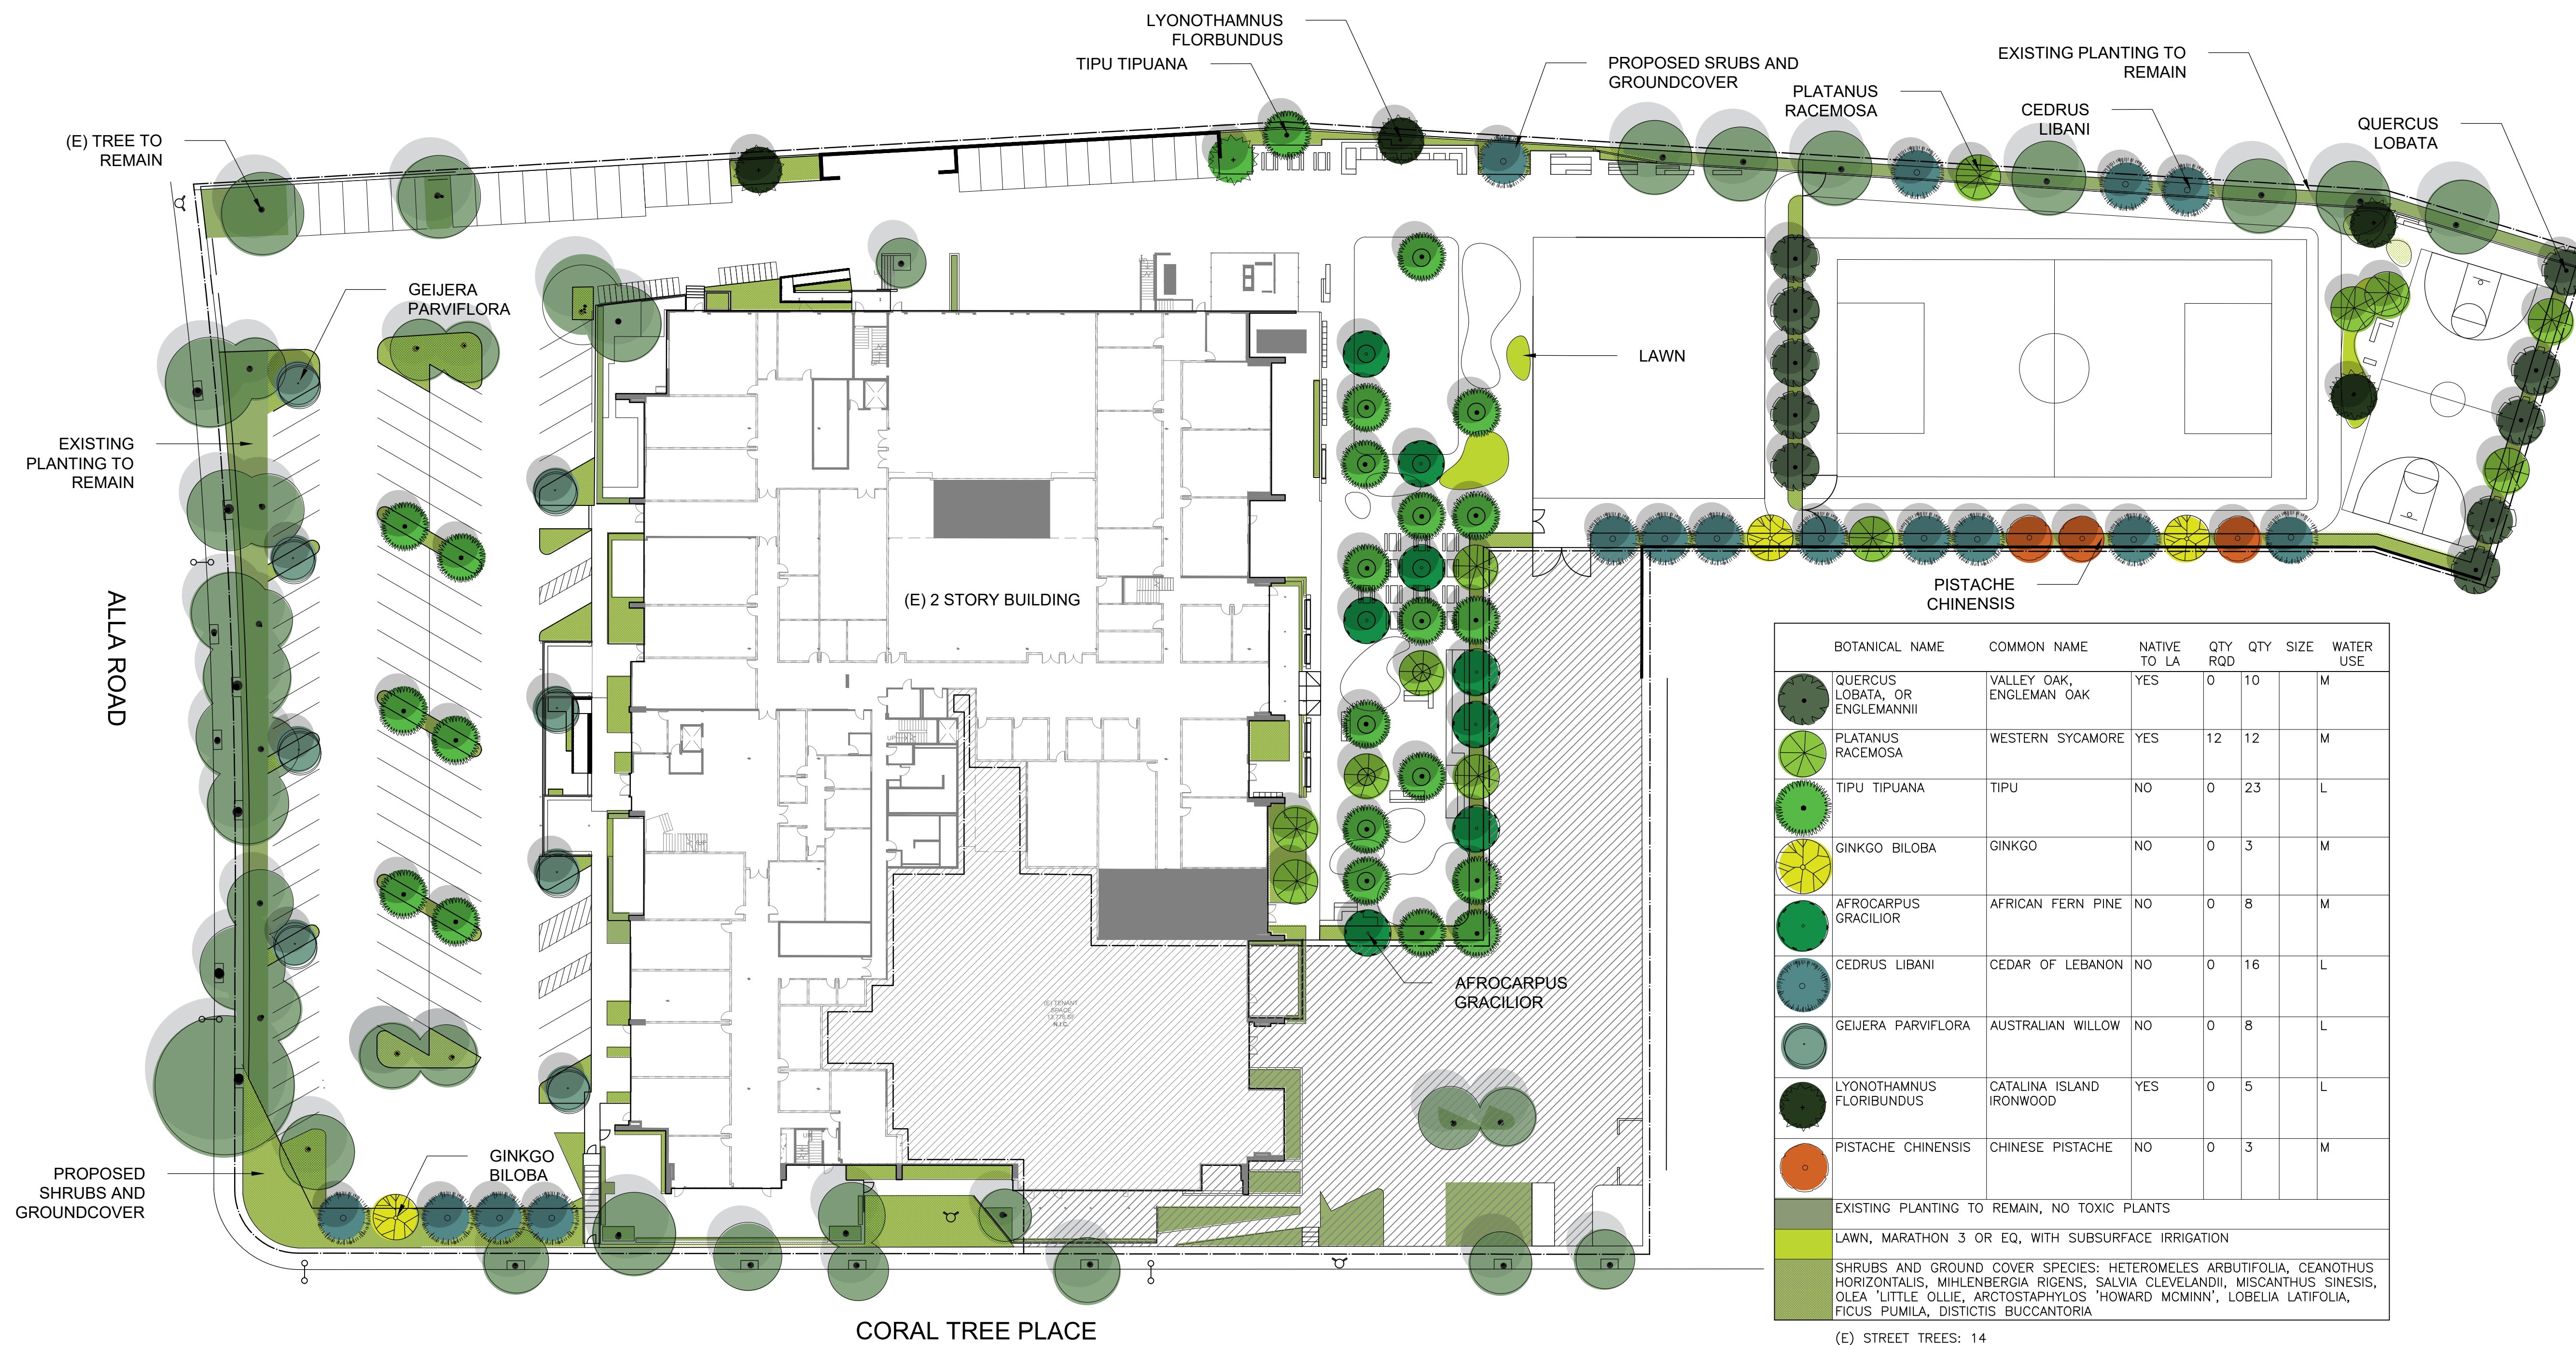 LYONOTHAMNUS
FLORBUNDUS
TIPU TIPUANA
PROPOSED SRUBS AND
GROUNDCOVER
EXISTING PLANTING TO
REMAIN
PLATANUS
RACEMOSA
CEDRUS
LIBANI
QUERCUS
LOBATA
(E) TREE TO
REMAIN
GEIJERA
PARVIFLORA
EXISTING
PLANTING TO
REMAIN
LAWN
ALLA ROAD
(E) 2 STORY BUILDING
UP
UP
PISTACHE
CHINENSIS
AFROCARPUS
GRACILIOR
(E) TENANT
SPACE
N.I.C.
GINKGO
BILOBA
PROPOSED
SHRUBS AND
GROUNDCOVER
CORAL TREE PLACE
BOTANICAL NAME COMMON NAME NATIVE TO LA QTY RQD QTY SIZE WATER USE
QUERCUS YES 0 10 M
LOBATA, OR
ENGLEMANNII
VALLEY OAK,
ENGLEMAN OAK
PLATANUS
RACEMOSA
WESTERN SYCAMORE YES 12 12 M
TIPU TIPUANA TIPU NO 0 23 L
GINKGO BILOBA GINKGO NO 0 3 M
AFROCARPUS
GRACILIOR
AFRICAN FERN PINE NO 0 8 M
CEDRUS LIBANI CEDAR OF LEBANON NO 0 16 L
GEIJERA PARVIFLORA AUSTRALIAN WILLOW NO 0 8 L
LYONOTHAMNUS
FLORIBUNDUS
CATALINA ISLAND
IRONWOOD
YES 0 5 L
PISTACHE CHINENSIS CHINESE PISTACHE NO 0 3 M
EXISTING PLANTING TO REMAIN, NO TOXIC PLANTS
LAWN, MARATHON 3 OR EQ, WITH SUBSURFACE IRRIGATION
SHRUBS AND GROUND COVER SPECIES: HETEROMELES ARBUTIFOLIA, CEANOTHUS
HORIZONTALIS, MIHLENBERGIA RIGENS, SALVIA CLEVELANDII, MISCANTHUS SINESIS,
OLEA 'LITTLE OLLIE, ARCTOSTAPHYLOS 'HOWARD MCMINN', LOBELIA LATIFOLIA,
FICUS PUMILA, DISTICTIS BUCCANTORIA
(E) STREET TREES: 14